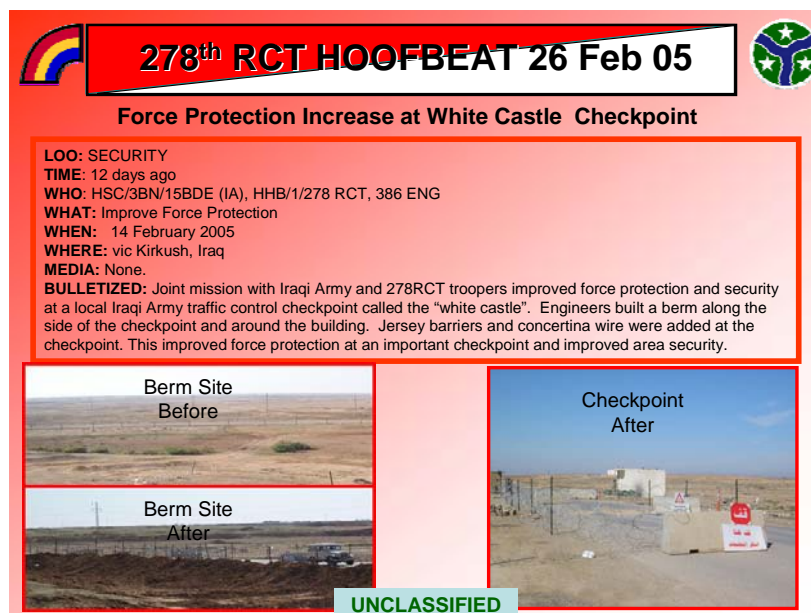 278th RCT HOOFBEAT 26 Feb 05
Force Protection Increase at White Castle Checkpoint
LOO: SECURITY
TIME: 12 days ago
WHO: HSC/3BN/15BDE (IA), HHB/1/278 RCT, 386 ENG
WHAT: Improve Force Protection
WHEN: 14 February 2005
WHERE: vic Kirkush, Iraq
MEDIA: None.
BULLETIZED: Joint mission with Iraqi Army and 278RCT troopers improved force protection and security
at a local Iraqi Army traffic control checkpoint called the “white castle”. Engineers built a berm along the
side of the checkpoint and around the building. Jersey barriers and concertina wire were added at the
checkpoint. This improved force protection at an important checkpoint and improved area security.
Berm Site
Before
Berm Site
After
Checkpoint
After
قف
UNCLASSIFIED